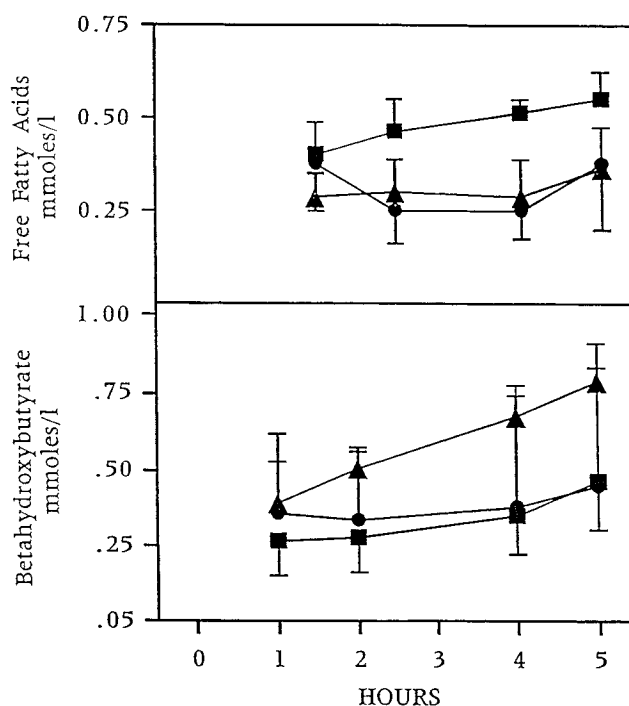 Free Fatty Acids
mmoles/l
0.75
0.50
0.25
Betahydroxybutyrate
mmoles/l
1.00
.75
.50
.25
.05
0 1 2 3 4 5
HOURS